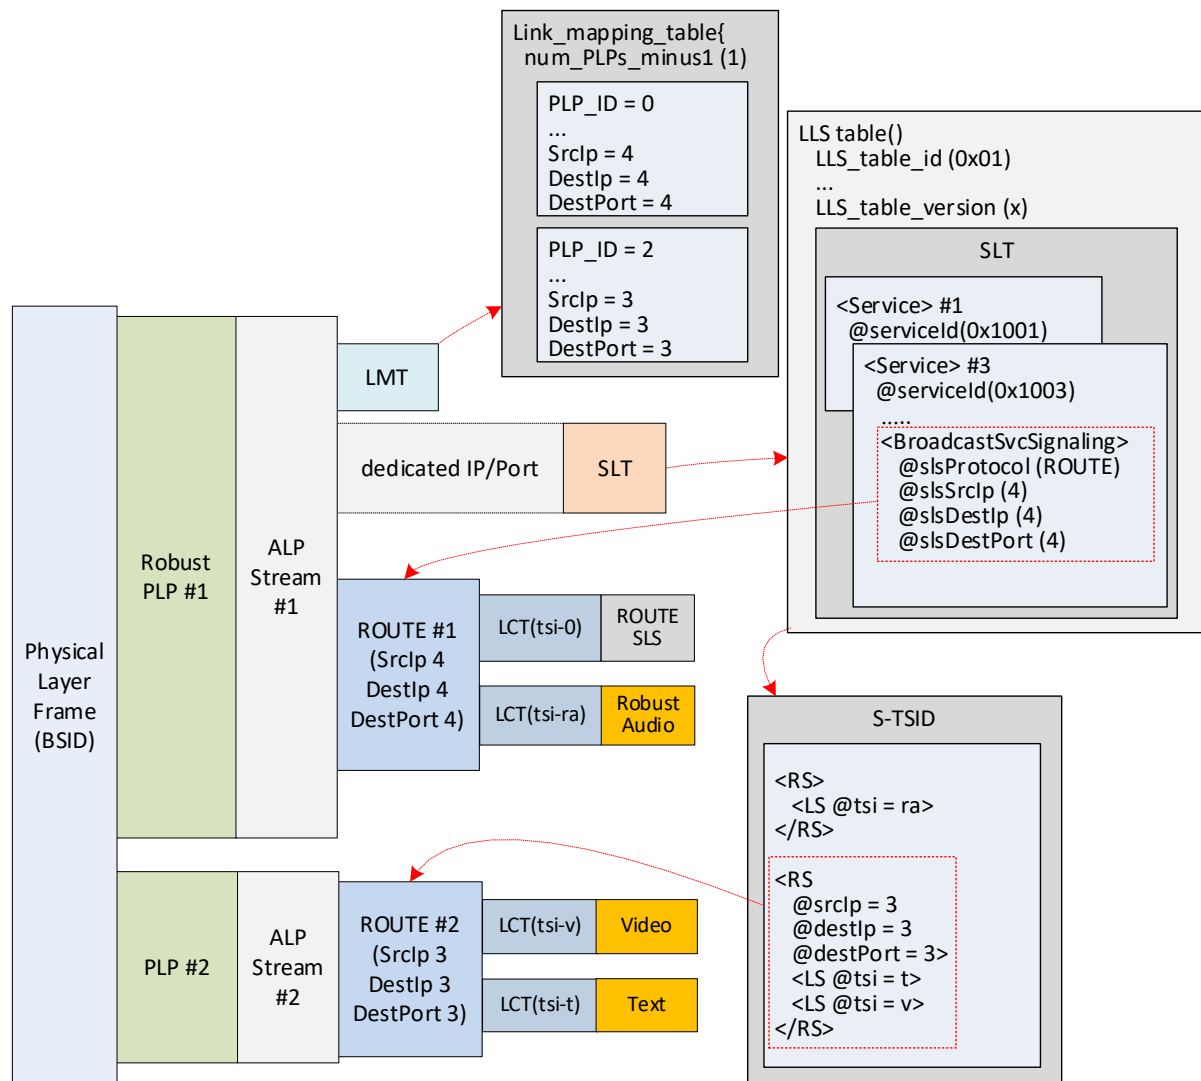 Link_mapping_table{
num_PLPs_minus1 (1)
PLP_ID = 0
...
SrcIp = 4
DestIp = 4
DestPort = 4
PLP_ID = 2
...
SrcIp = 3
DestIp = 3
DestPort = 3
LLS table()
LLS_table_id (0x01)
...
LLS_table_version (x)
SLT
<Service> #1
@serviceId(0x1001)
<Service> #3
@serviceId(0x1003)
.....
<BroadcastSvcSignaling>
@slsProtocol (ROUTE)
@slsSrcIp (4)
@slsDestIp (4)
@slsDestPort (4)
Physical
Layer
Frame
(BSID)
Robust
PLP #1
ALP
Stream
#1
LMT
dedicated IP/Port
SLT
ROUTE #1
(SrcIp 4
DestIp 4
DestPort 4)
LCT(tsi-0)
ROUTE
SLS
LCT(tsi-ra)
Robust
Audio
PLP #2
ALP
Stream
#2
ROUTE #2
(SrcIp 3
DestIp 3
DestPort 3)
LCT(tsi-v)
Video
LCT(tsi-t)
Text
S-TSID
<RS>
<LS @tsi = ra>
</RS>
<RS
@srcIp = 3
@destIp = 3
@destPort = 3>
<LS @tsi = t>
<LS @tsi = v>
</RS>